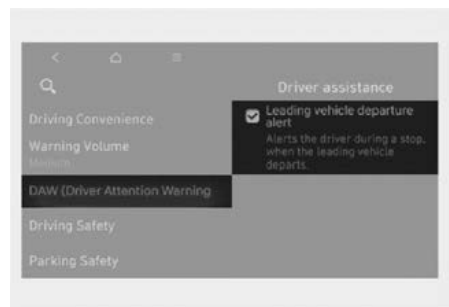 Driver assistance
Driving Convenience
Warning Volume
Medium
DAW (Driver Attention Warning
Driving Safety
Parking Safety
Leading vehicle departure
alert
Alerts the driver during a stop,
when the leading vehicle
departs.